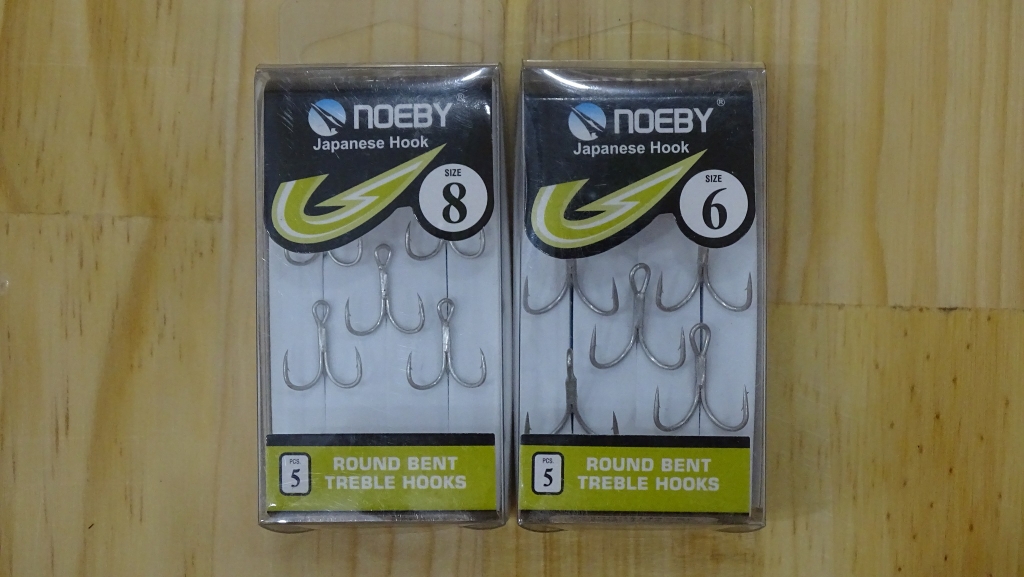 NOEBY®
Japanese Hook
SIZE
8
PCS.
5
ROUND BENT
TREBLE HOOKS
NOEBY®
Japanese Hook
SIZE
6
PCS.
5
ROUND BENT
TREBLE HOOKS